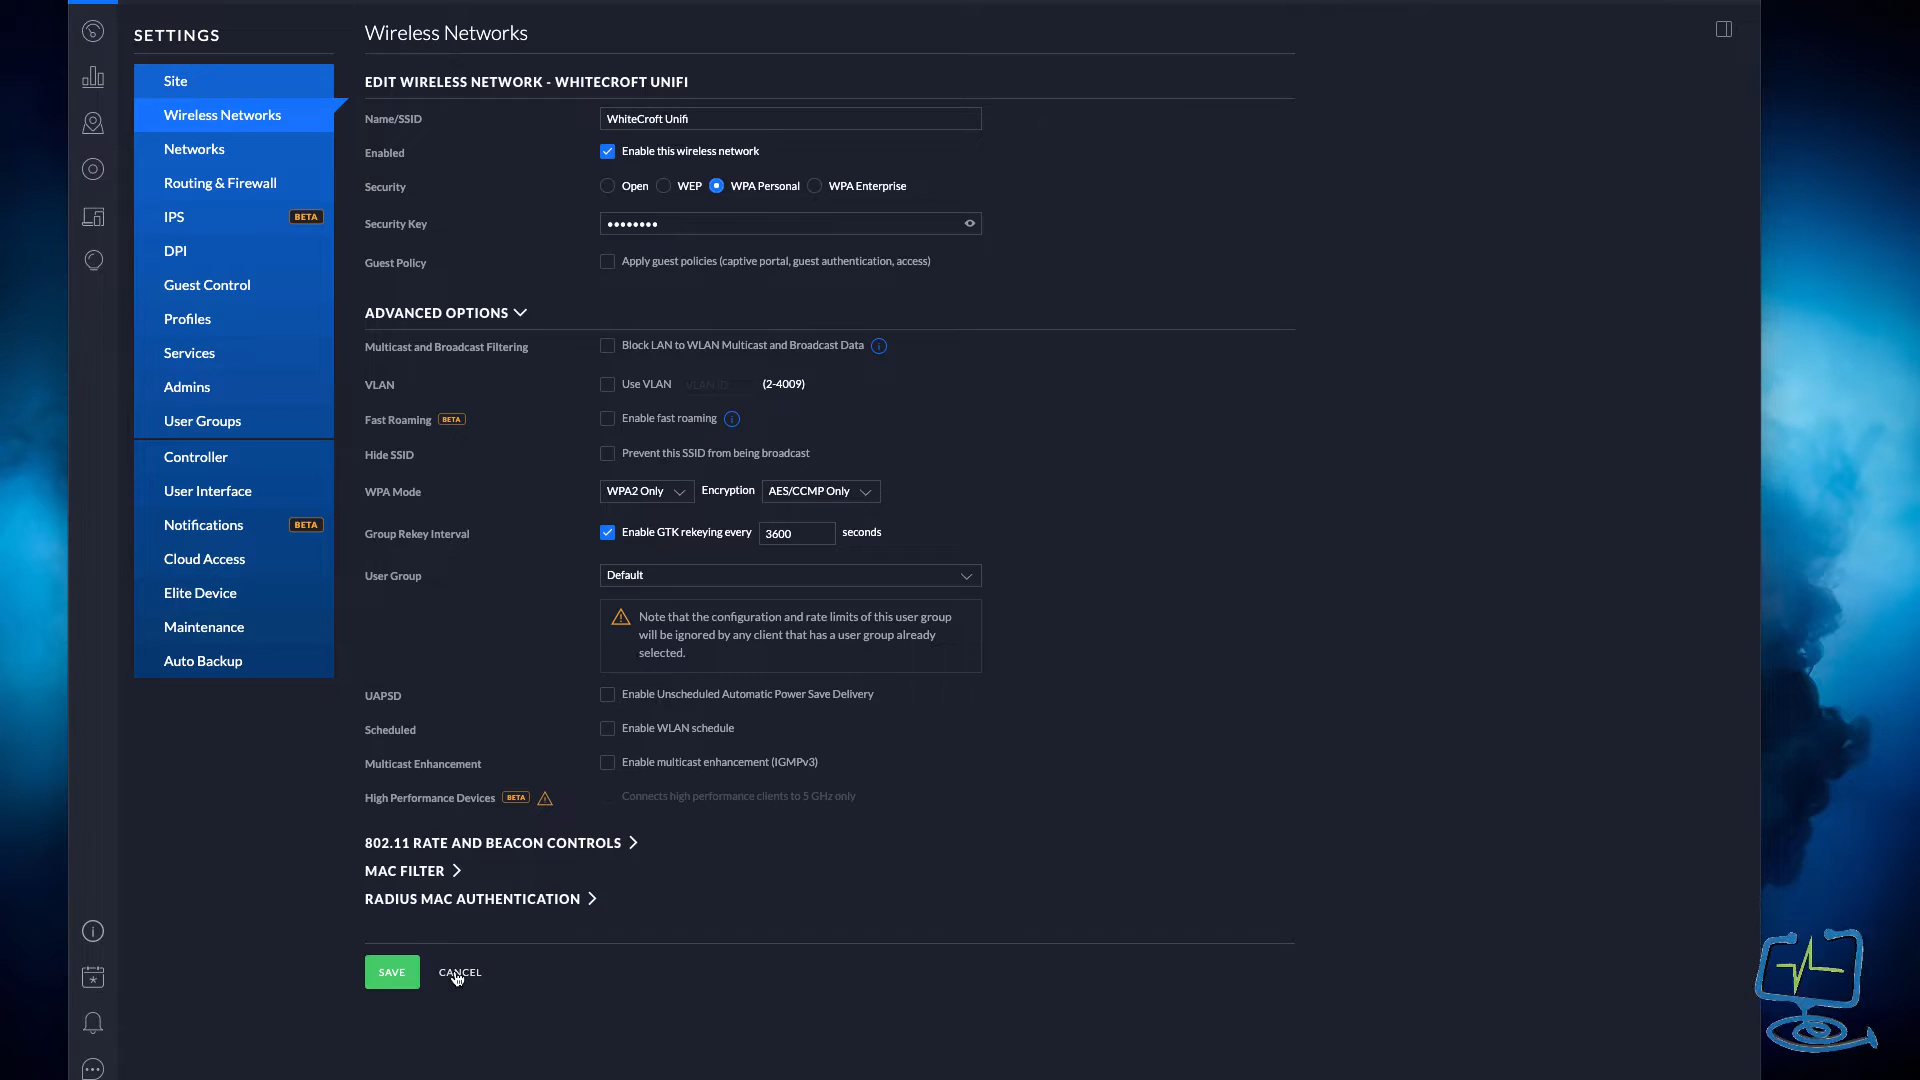 SETTINGS
Site
Wireless Networks
Networks
Routing & Firewall
IPS BETA
DPI
Guest Control
Profiles
Services
Admins
User Groups
Controller
User Interface
Notifications BETA
Cloud Access
Elite Device
Maintenance
Auto Backup
Wireless Networks
EDIT WIRELESS NETWORK - WHITECROFT UNIFI
Name/SSID WhiteCroft Unifi
Enabled Enable this wireless network
Security Open WEP WPA Personal WPA Enterprise
Security Key ••••••••
Guest Policy Apply guest policies (captive portal, guest authentication, access)
ADVANCED OPTIONS
Multicast and Broadcast Filtering Block LAN to WLAN Multicast and Broadcast Data
VLAN Use VLAN VLAN ID (2-4009)
Fast Roaming BETA Enable fast roaming
Hide SSID Prevent this SSID from being broadcast
WPA Mode WPA2 Only Encryption AES/CCMP Only
Group Rekey Interval Enable GTK rekeying every 3600 seconds
User Group Default
Note that the configuration and rate limits of this user group
will be ignored by any client that has a user group already
selected.
UAPSD Enable Unscheduled Automatic Power Save Delivery
Scheduled Enable WLAN schedule
Multicast Enhancement Enable multicast enhancement (IGMPv3)
High Performance Devices BETA Connects high performance clients to 5 GHz only
802.11 RATE AND BEACON CONTROLS
MAC FILTER
RADIUS MAC AUTHENTICATION
SAVE CANCEL